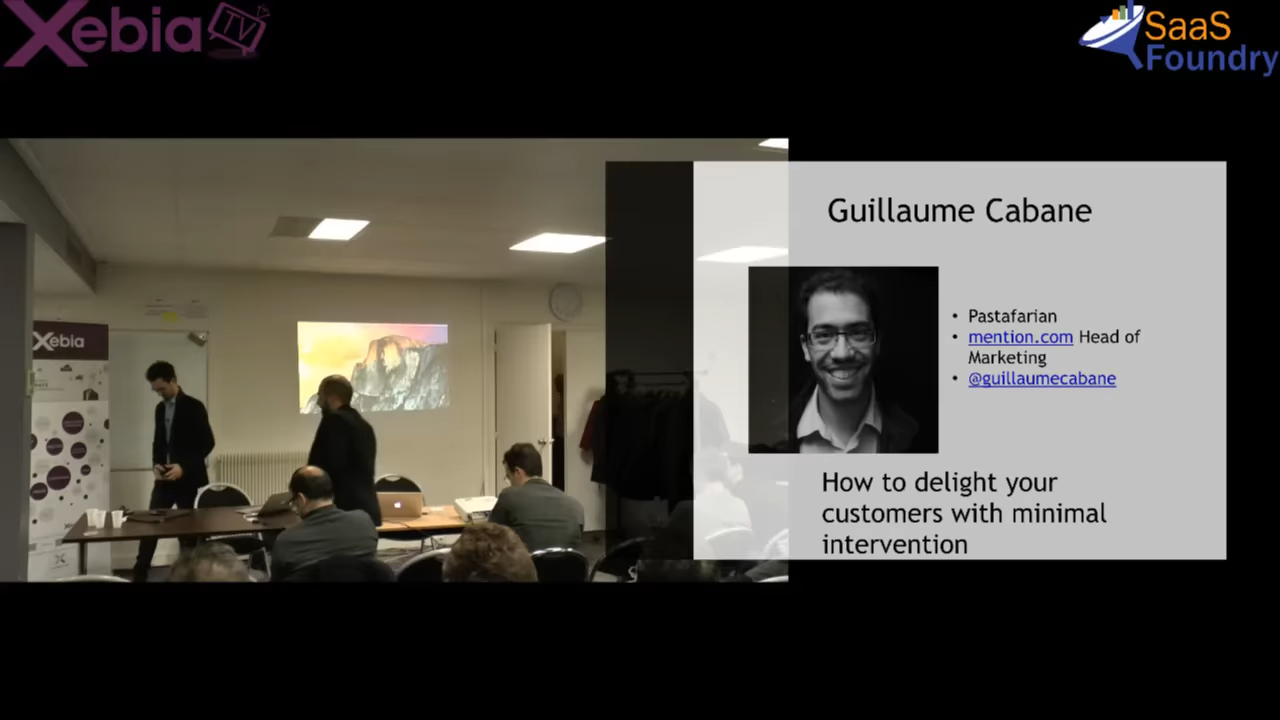 Xebia TV
SaaS
Foundry
Xebia
Guillaume Cabane
• Pastafarian
• mention.com Head of
Marketing
• @guillaumecabane
How to delight your
customers with minimal
intervention